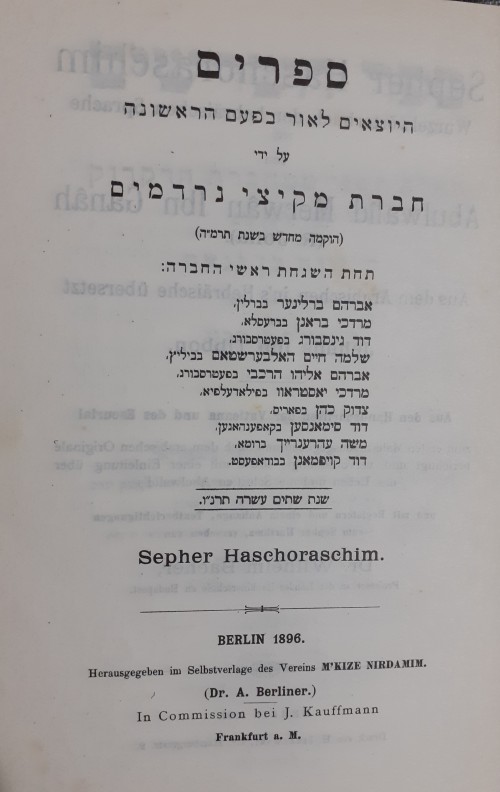 ספרים
היוצאים לאור בפעם הראשונה
על ידי
חברת מקיצי נרדמים
(הוקמה מחדש בשנת תרמ״ה)
תחת השגחת ראשי החברה:
אברהם ברלינער בברלין,
מרדכי בראנן בברעסלא,
דוד גינסבורג בפעטרסבורג,
שלמה חיים האלבערשטאם בביליץ,
אברהם אליהו הרכבי בפעטרסבורג,
מרדכי יאסטראוו בפילאדעלפיא,
צדוק כהן בפאריס,
דוד סימאנסען בקאפענהאגען,
משה עהרענרייך ברומא,
דוד קויפמאנן בבודאפעסט.
שנת שתים עשרה תרנ״ו.
Sepher Haschoraschim.
BERLIN 1896.
Herausgegeben im Selbstverlage des Vereins M'KIZE NIRDAMIM.
(Dr. A. Berliner.)
In Commission bei J. Kauffmann
Frankfurt a. M.